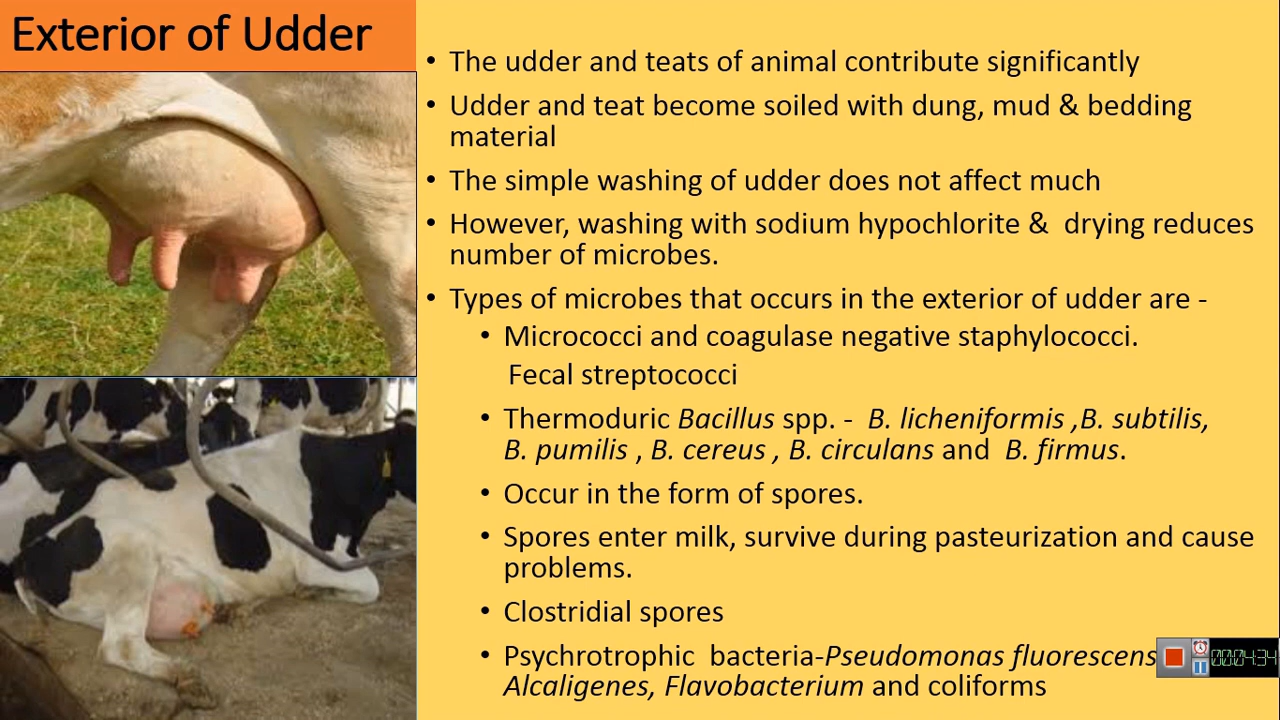 Exterior of Udder
• The udder and teats of animal contribute significantly
• Udder and teat become soiled with dung, mud & bedding
material
• The simple washing of udder does not affect much
• However, washing with sodium hypochlorite & drying reduces
number of microbes.
• Types of microbes that occurs in the exterior of udder are -
• Micrococci and coagulase negative staphylococci.
Fecal streptococci
• Thermoduric Bacillus spp. - B. licheniformis ,B. subtilis,
B. pumilis , B. cereus , B. circulans and B. firmus.
• Occur in the form of spores.
• Spores enter milk, survive during pasteurization and cause
problems.
• Clostridial spores
• Psychrotrophic bacteria-Pseudomonas fluorescens
Alcaligenes, Flavobacterium and coliforms
00:04:34